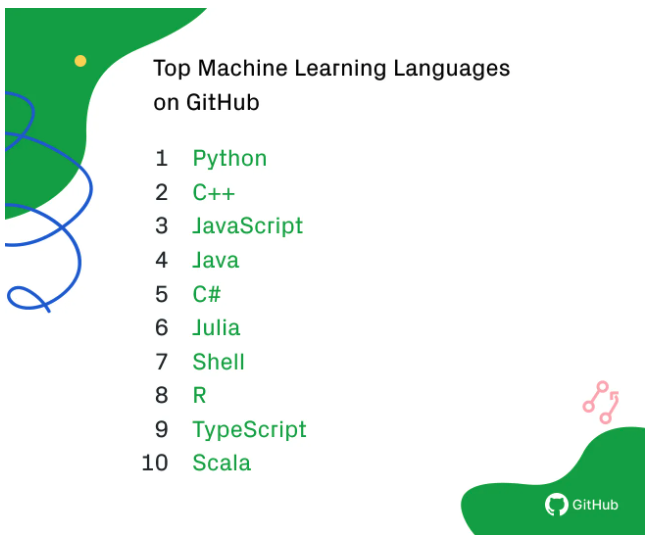 Top Machine Learning Languages
on GitHub
1 Python
2 C++
3 JavaScript
4 Java
5 C#
6 Julia
7 Shell
8 R
9 TypeScript
10 Scala
GitHub